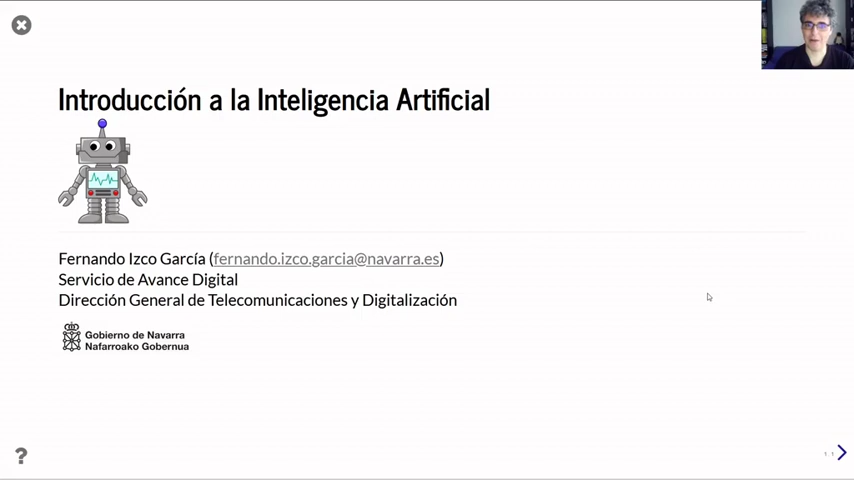 Introducción a la Inteligencia Artificial
Fernando Izco García (fernando.izco.garcia@navarra.es)
Servicio de Avance Digital
Dirección General de Telecomunicaciones y Digitalización
Gobierno de Navarra
Nafarroako Gobernua
?